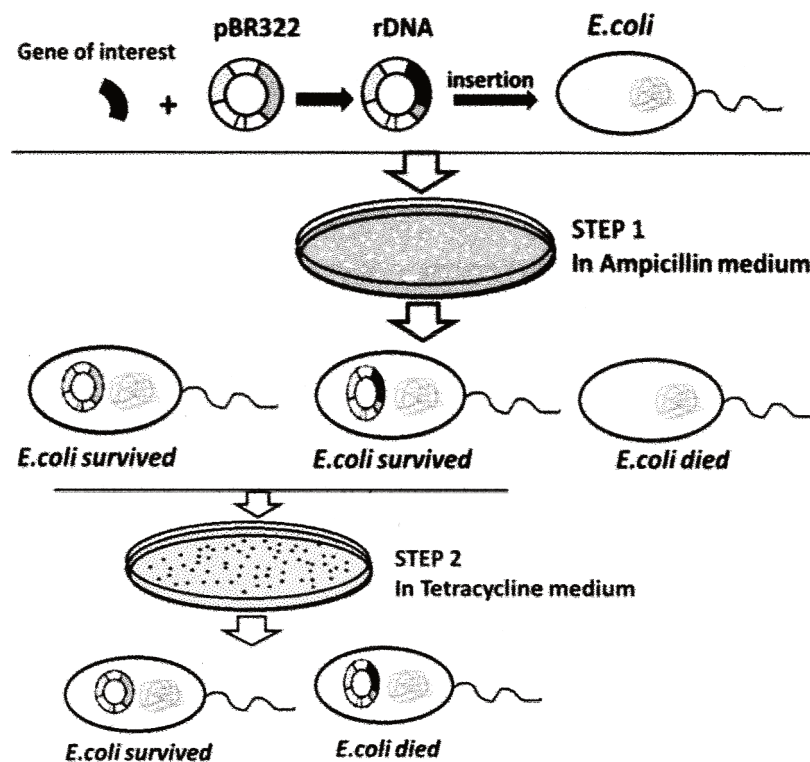 pBR322
rDNA
E.coli
Gene of interest
+
insertion
STEP 1
In Ampicillin medium
E.coli survived
E.coli survived
E.coli died
STEP 2
In Tetracycline medium
E.coli survived
E.coli died